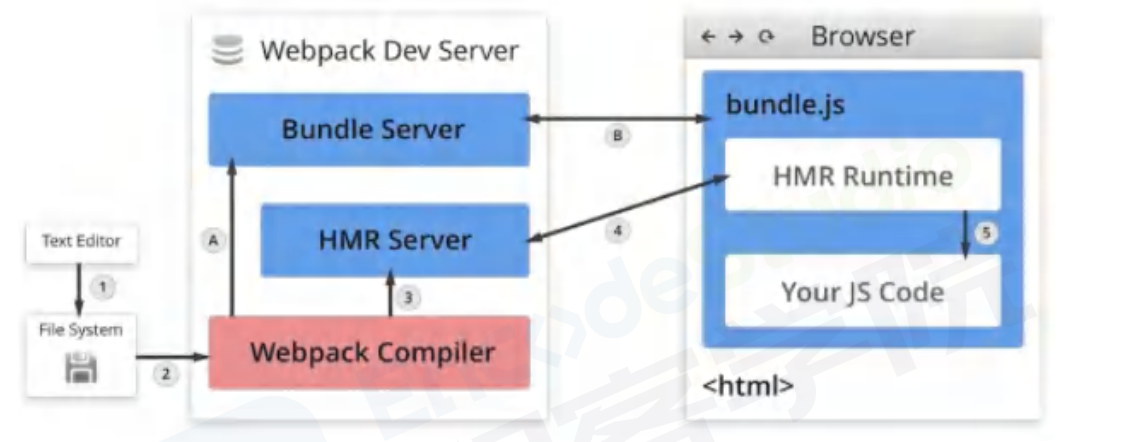 Webpack Dev Server
Bundle Server
HMR Server
Webpack Compiler
A
3
Text Editor
1
File System
2
B
4
← → ⟳ Browser
bundle.js
HMR Runtime
5
Your JS Code
<html>